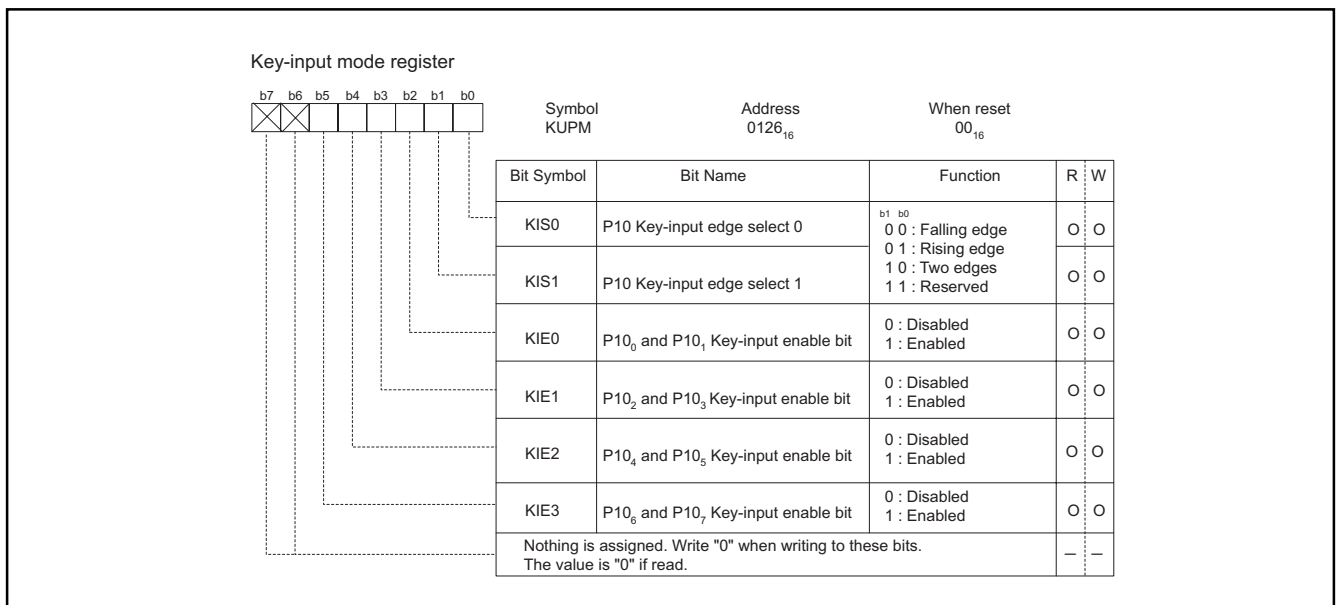 Key-input mode register
b7 b6 b5 b4 b3 b2 b1 b0
Symbol Address When reset
KUPM 0126₁₆ 00₁₆
Bit Symbol Bit Name Function R W
KIS0 P10 Key-input edge select 0 O O
b1 b0
0 0 : Falling edge
0 1 : Rising edge
1 0 : Two edges
1 1 : Reserved
KIS1 P10 Key-input edge select 1 O O
KIE0 P10₀ and P10₁ Key-input enable bit O O
0 : Disabled
1 : Enabled
KIE1 P10₂ and P10₃ Key-input enable bit O O
0 : Disabled
1 : Enabled
KIE2 P10₄ and P10₅ Key-input enable bit O O
0 : Disabled
1 : Enabled
KIE3 P10₆ and P10₇ Key-input enable bit O O
0 : Disabled
1 : Enabled
Nothing is assigned. Write "0" when writing to these bits.
The value is "0" if read. – –